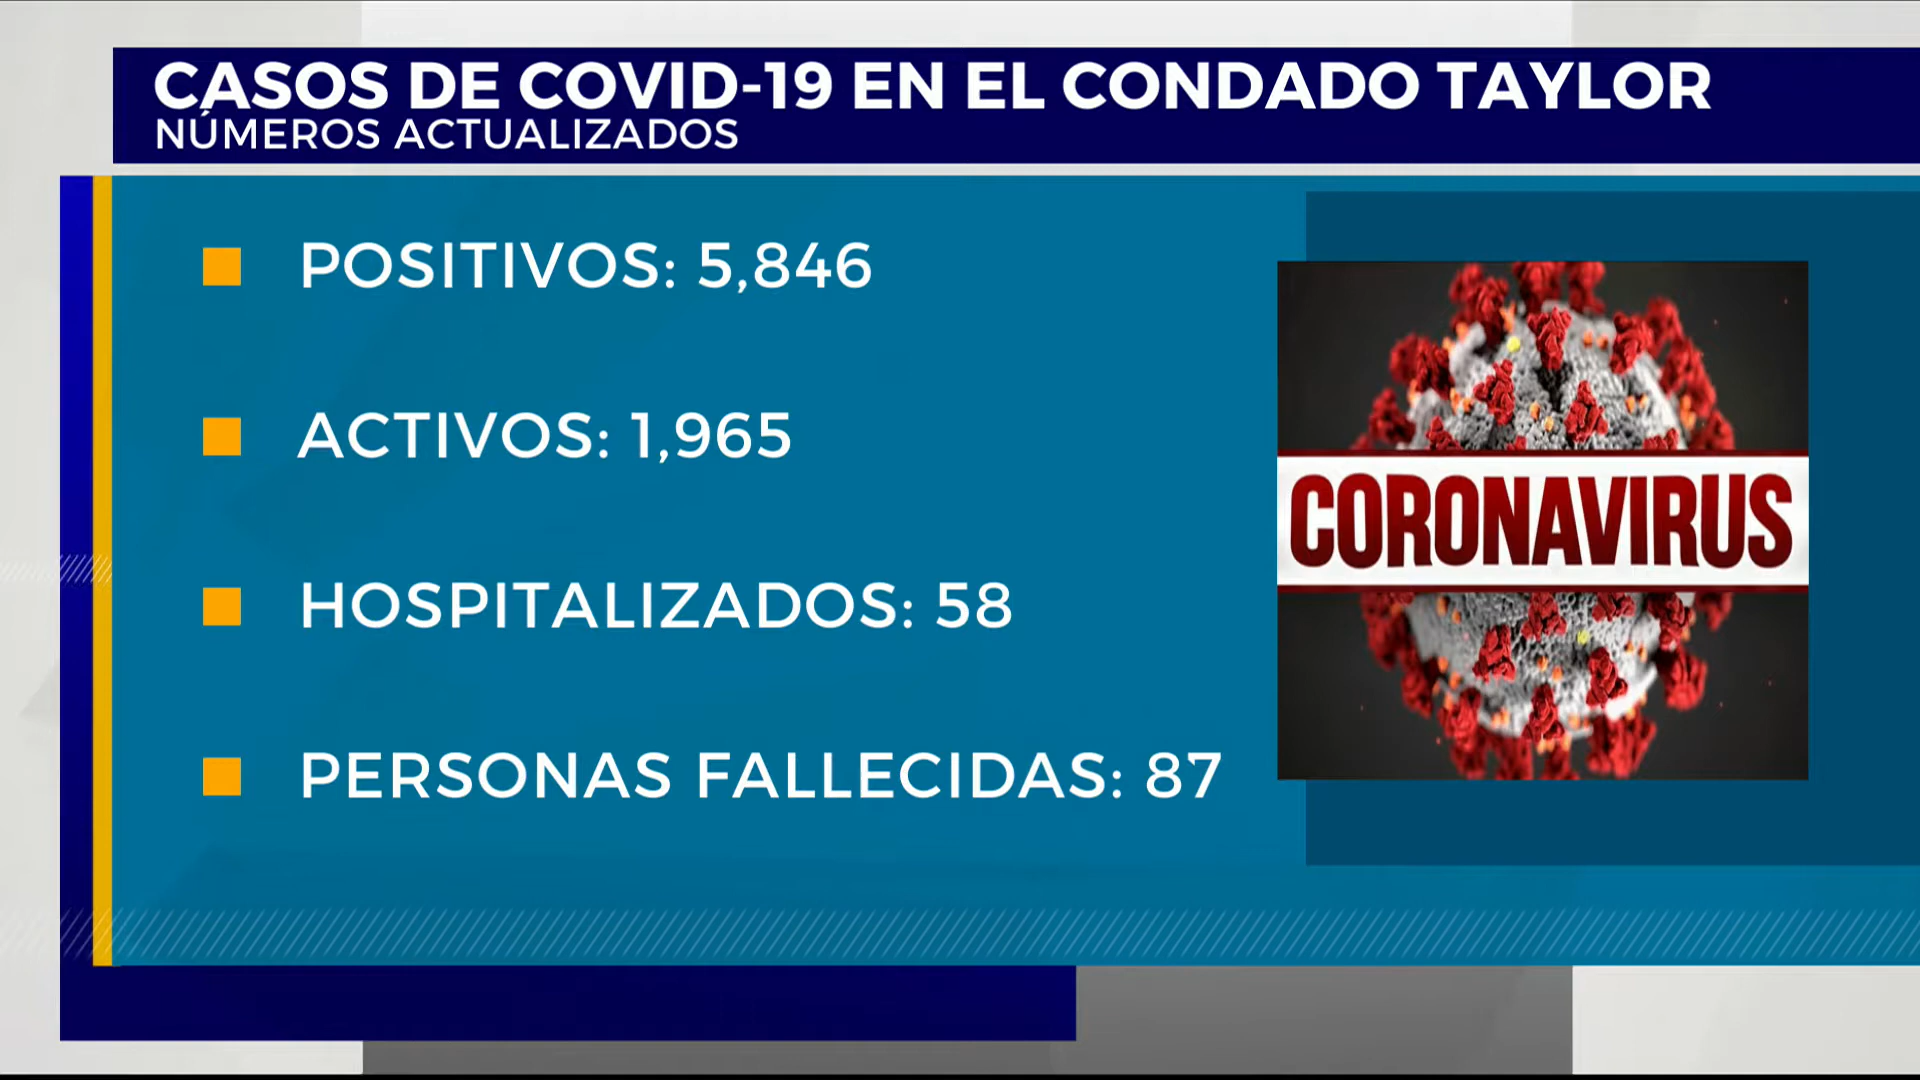 CASOS DE COVID-19 EN EL CONDADO TAYLOR
NÚMEROS ACTUALIZADOS
POSITIVOS: 5,846
ACTIVOS: 1,965
HOSPITALIZADOS: 58
PERSONAS FALLECIDAS: 87
CORONAVIRUS